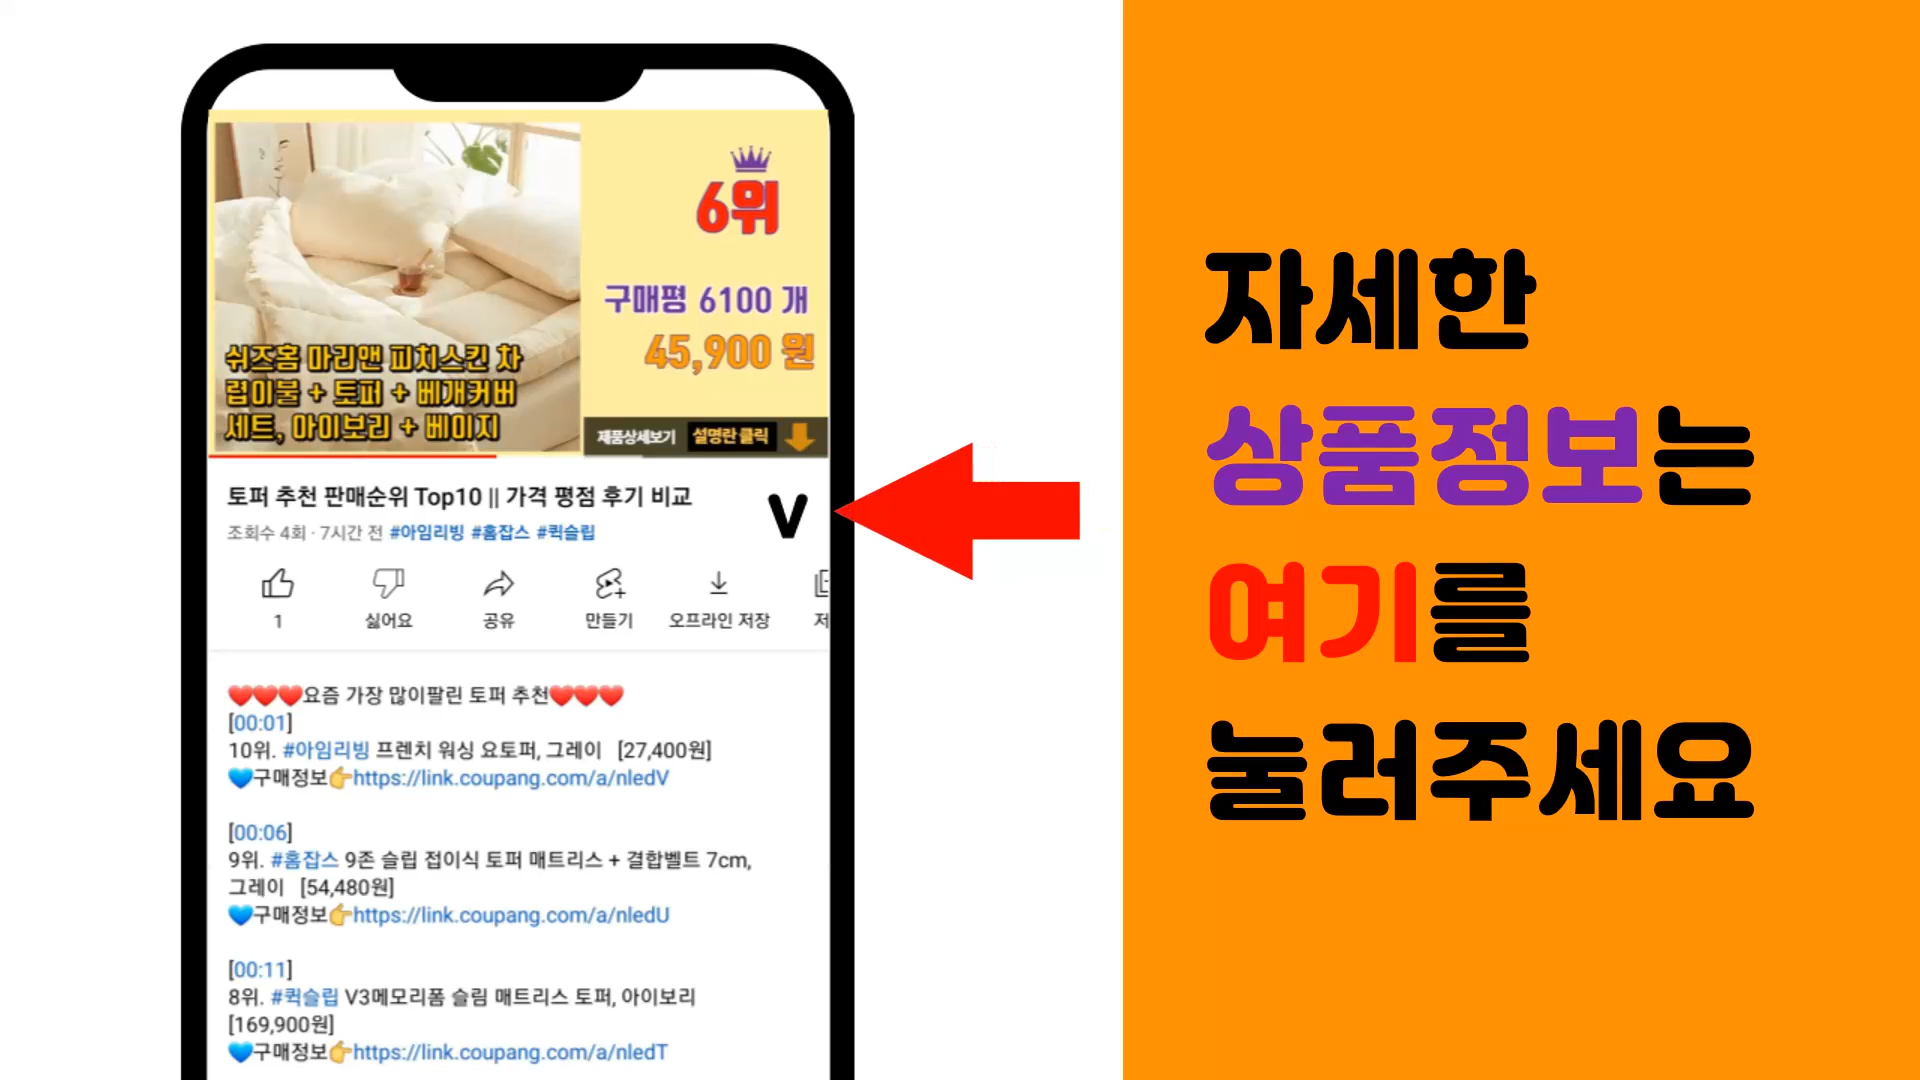 6위
구매평 6100 개
45,900 원
쉬즈홈 마리앤 피치스킨 차
렵이불 + 토퍼 + 베개커버
세트, 아이보리 + 베이지
제품상세보기 설명란 클릭
토퍼 추천 판매순위 Top10 || 가격 평점 후기 비교
V
조회수 4회 · 7시간 전 #아임리빙 #홈잡스 #퀵슬립
1 싫어요 공유 만들기 오프라인 저장 저
❤️❤️❤️요즘 가장 많이팔린 토퍼 추천❤️❤️❤️
[00:01]
10위. #아임리빙 프렌치 워싱 요토퍼, 그레이 [27,400원]
💙구매정보👉https://link.coupang.com/a/nledV
[00:06]
9위. #홈잡스 9존 슬립 접이식 토퍼 매트리스 + 결합벨트 7cm,
그레이 [54,480원]
💙구매정보👉https://link.coupang.com/a/nledU
[00:11]
8위. #퀵슬립 V3메모리폼 슬림 매트리스 토퍼, 아이보리
[169,900원]
💙구매정보👉https://link.coupang.com/a/nledT
자세한
상품정보는
여기를
눌러주세요